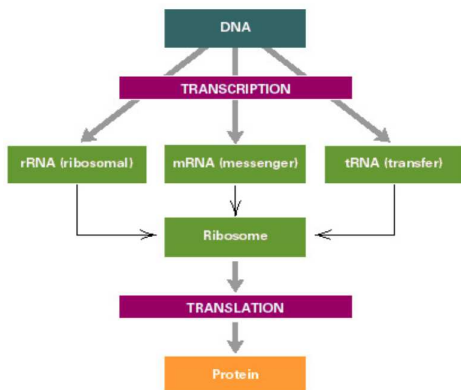 DNA
TRANSCRIPTION
rRNA (ribosomal)
mRNA (messenger)
tRNA (transfer)
Ribosome
TRANSLATION
Protein